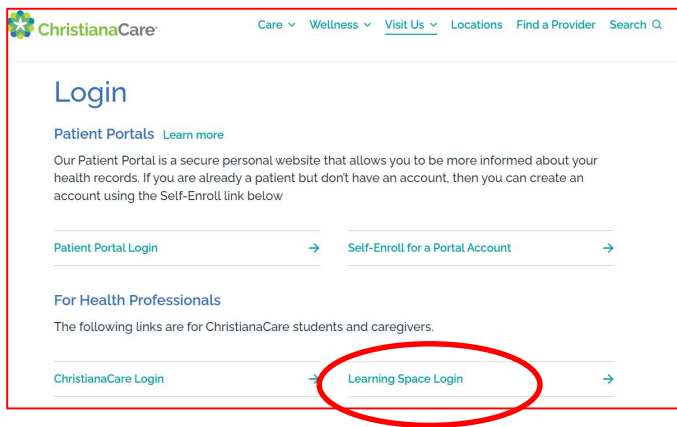 ChristianaCare
Care Wellness Visit Us Locations Find a Provider Search
Login
Patient Portals Learn more
Our Patient Portal is a secure personal website that allows you to be more informed about your
health records. If you are already a patient but don't have an account, then you can create an
account using the Self-Enroll link below
Patient Portal Login → Self-Enroll for a Portal Account →
For Health Professionals
The following links are for ChristianaCare students and caregivers.
ChristianaCare Login → Learning Space Login →